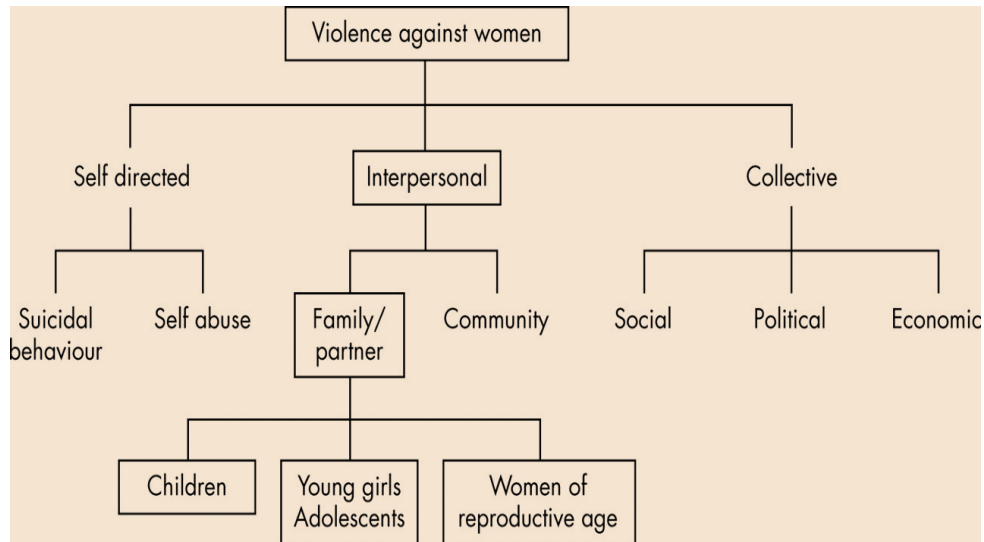 Violence against women
Self directed
Interpersonal
Collective
Suicidal
behaviour
Self abuse
Family/
partner
Community
Social
Political
Economic
Children
Young girls
Adolescents
Women of
reproductive age